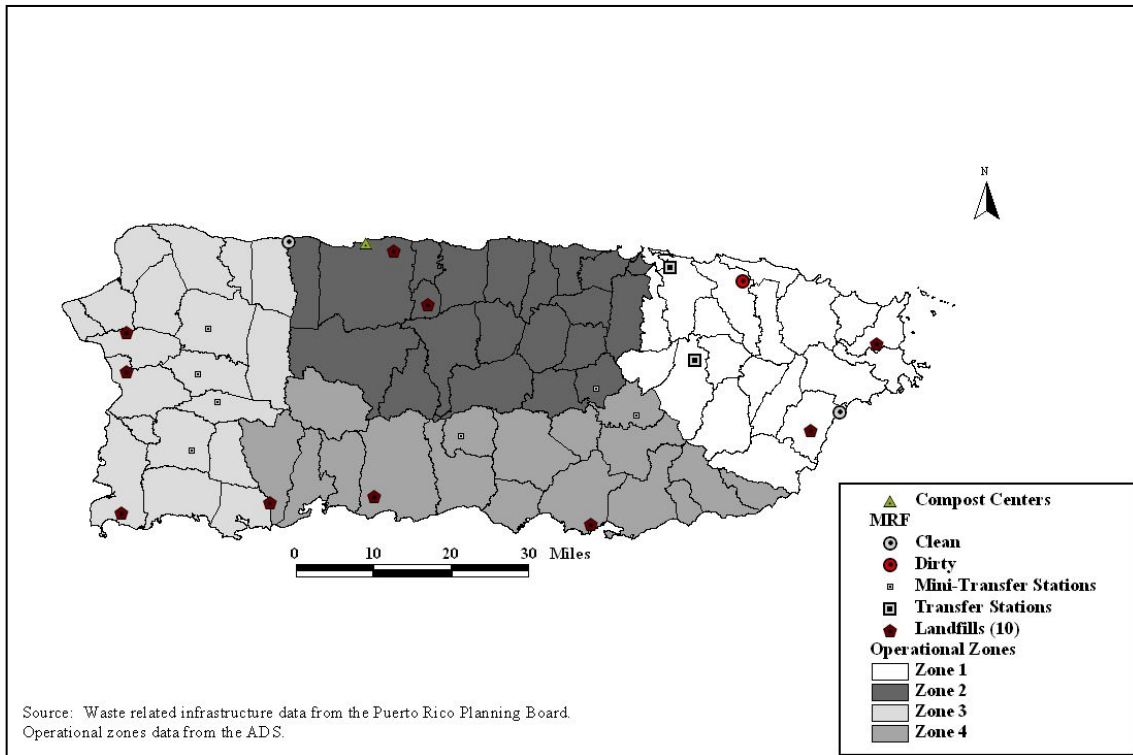 N
0 10 20 30 Miles
Compost Centers
MRF
Clean
Dirty
Mini-Transfer Stations
Transfer Stations
Landfills (10)
Operational Zones
Zone 1
Zone 2
Zone 3
Zone 4
Source: Waste related infrastructure data from the Puerto Rico Planning Board.
Operational zones data from the ADS.